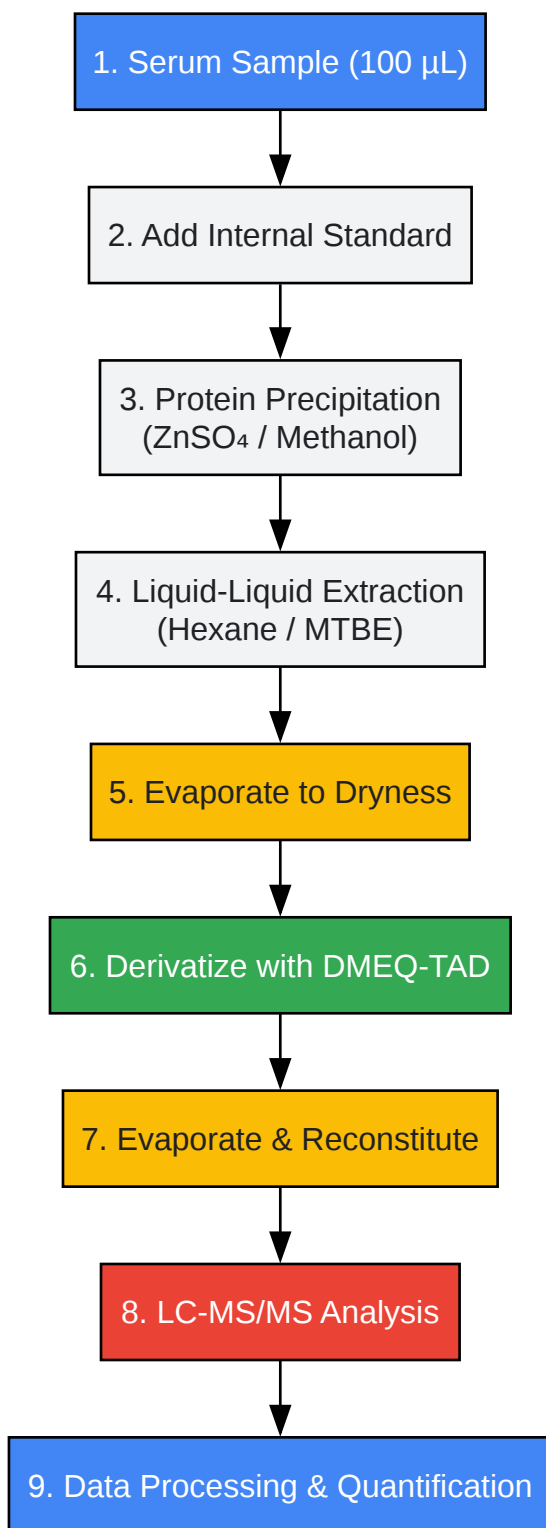 1. Serum Sample (100 µL)
2. Add Internal Standard
3. Protein Precipitation
(ZnSO₄ / Methanol)
4. Liquid-Liquid Extraction
(Hexane / MTBE)
5. Evaporate to Dryness
6. Derivatize with DMEQ-TAD
7. Evaporate & Reconstitute
8. LC-MS/MS Analysis
9. Data Processing & Quantification